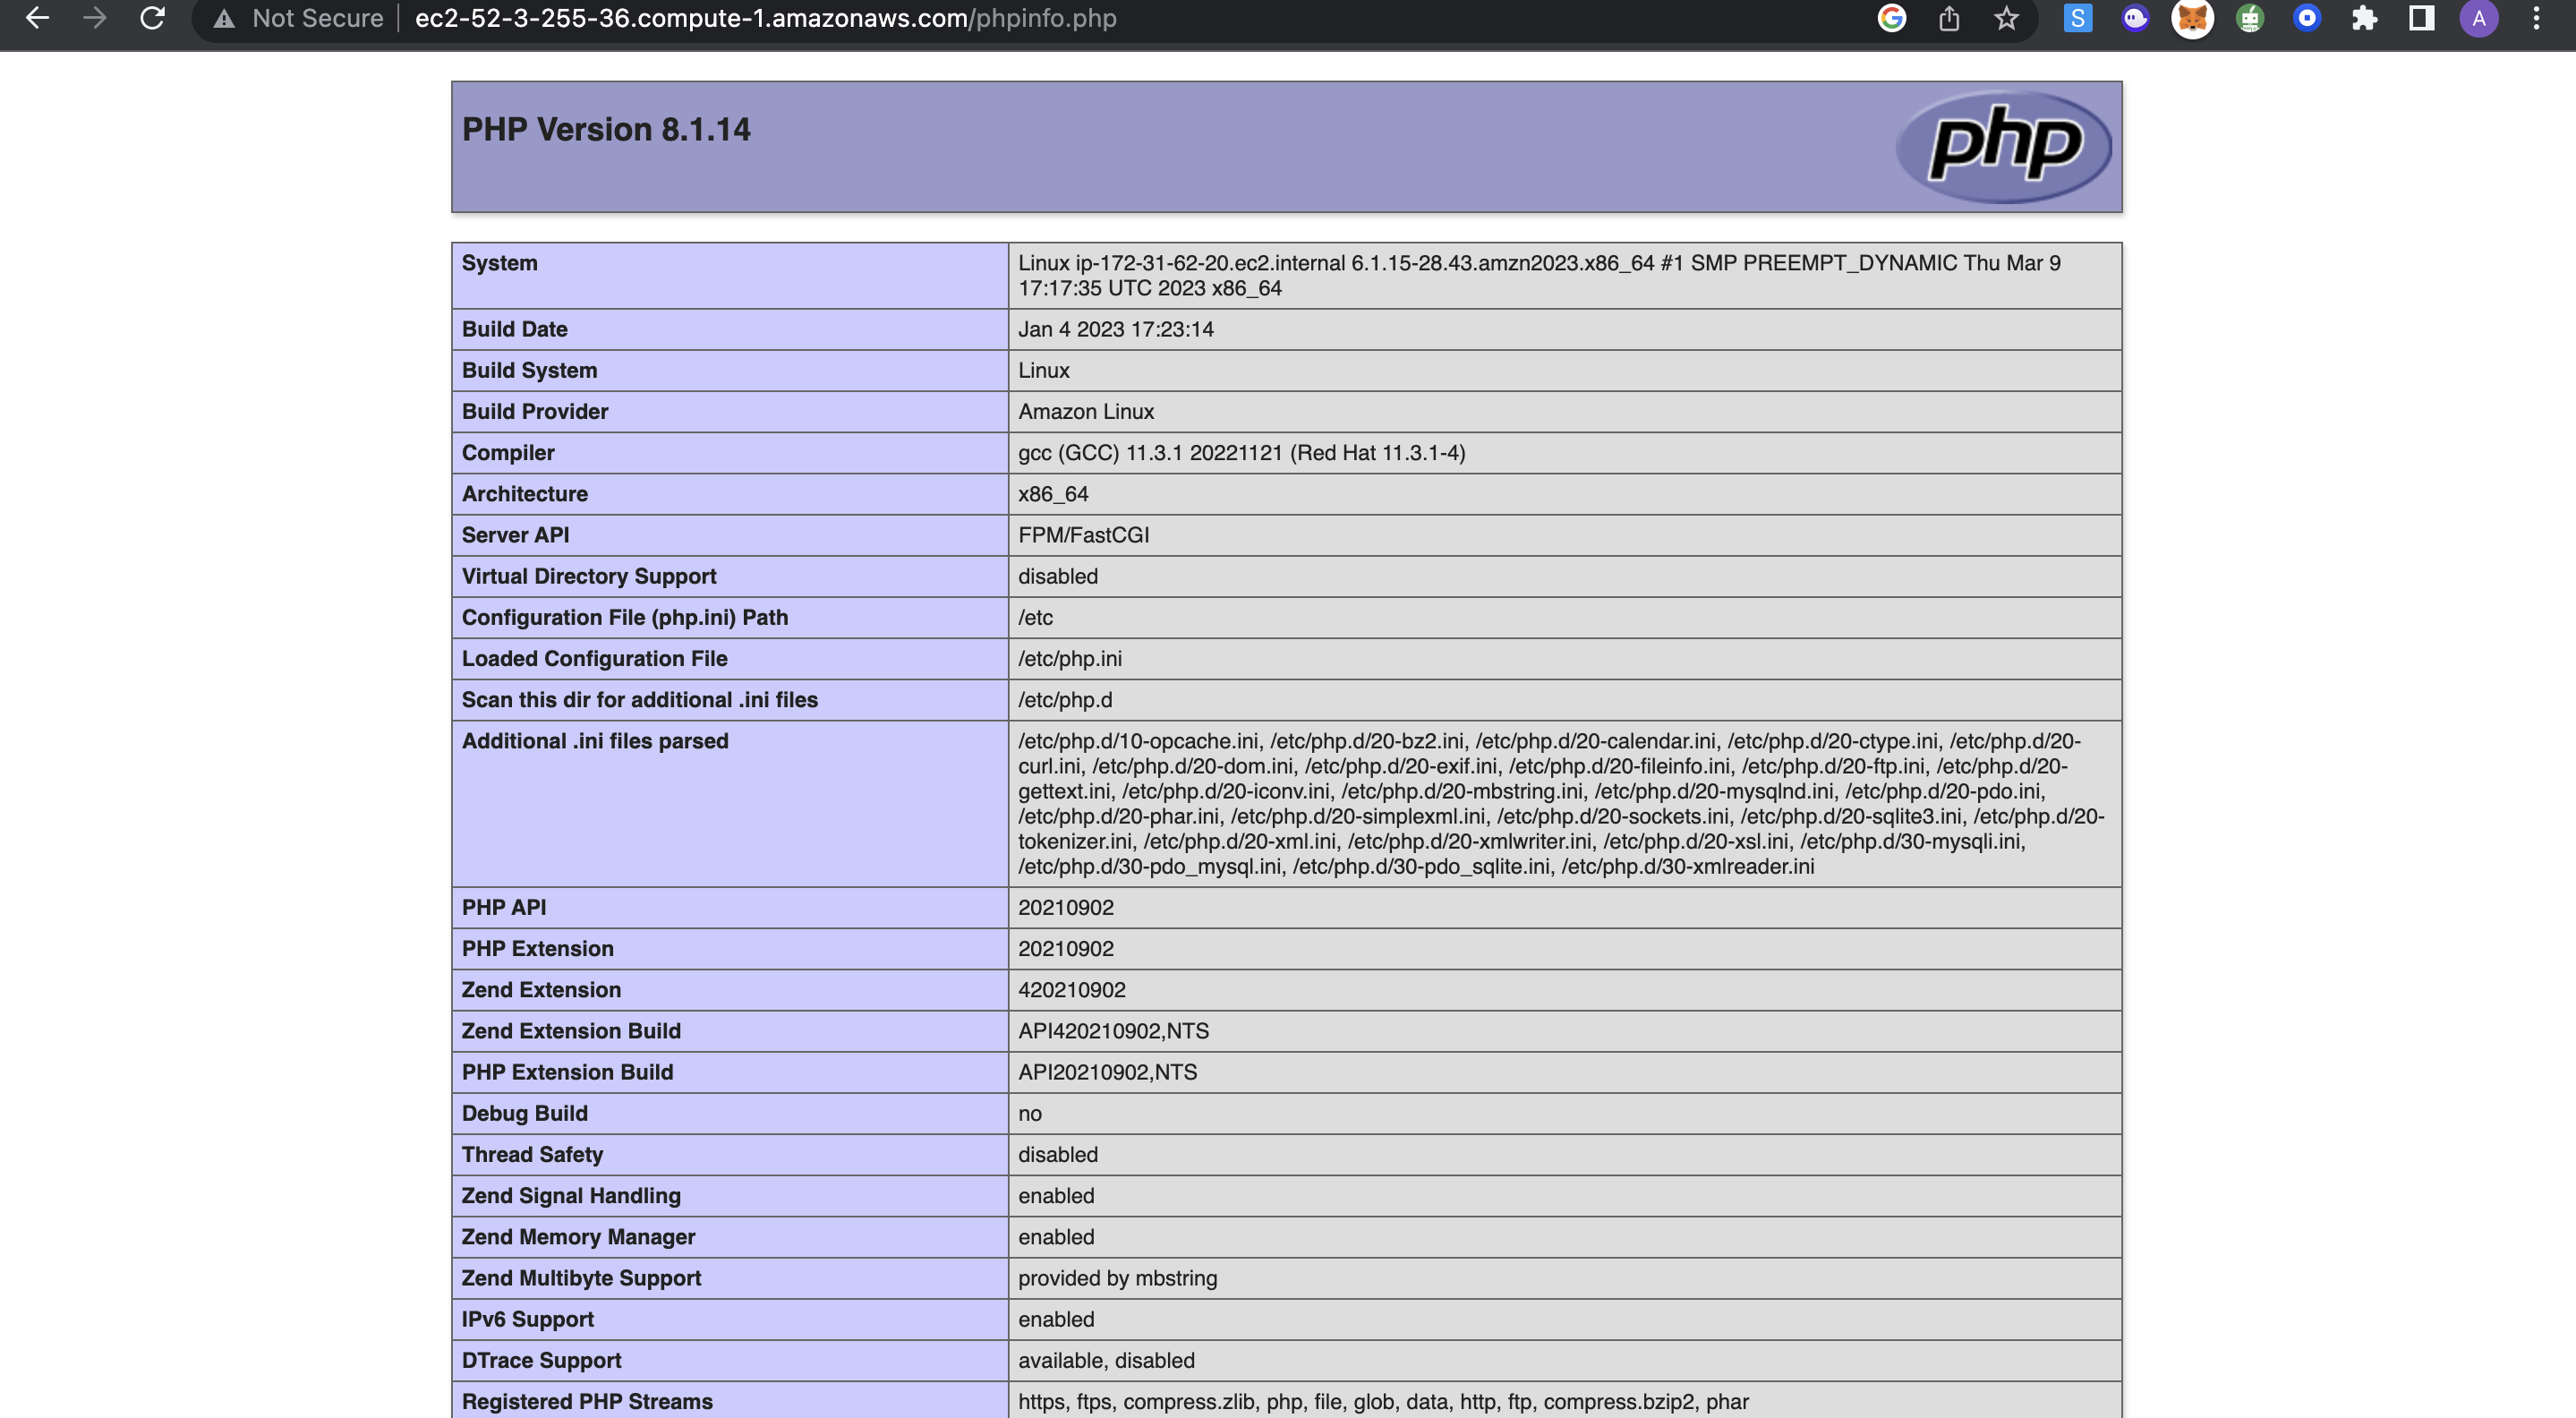 Not Secure ec2-52-3-255-36.compute-1.amazonaws.com/phpinfo.php
S
A
PHP Version 8.1.14
php
System Linux ip-172-31-62-20.ec2.internal 6.1.15-28.43.amzn2023.x86_64 #1 SMP PREEMPT_DYNAMIC Thu Mar 9
17:17:35 UTC 2023 x86_64
Build Date Jan 4 2023 17:23:14
Build System Linux
Build Provider Amazon Linux
Compiler gcc (GCC) 11.3.1 20221121 (Red Hat 11.3.1-4)
Architecture x86_64
Server API FPM/FastCGI
Virtual Directory Support disabled
Configuration File (php.ini) Path /etc
Loaded Configuration File /etc/php.ini
Scan this dir for additional .ini files /etc/php.d
Additional .ini files parsed /etc/php.d/10-opcache.ini, /etc/php.d/20-bz2.ini, /etc/php.d/20-calendar.ini, /etc/php.d/20-ctype.ini, /etc/php.d/20-
curl.ini, /etc/php.d/20-dom.ini, /etc/php.d/20-exif.ini, /etc/php.d/20-fileinfo.ini, /etc/php.d/20-ftp.ini, /etc/php.d/20-
gettext.ini, /etc/php.d/20-iconv.ini, /etc/php.d/20-mbstring.ini, /etc/php.d/20-mysqlnd.ini, /etc/php.d/20-pdo.ini,
/etc/php.d/20-phar.ini, /etc/php.d/20-simplexml.ini, /etc/php.d/20-sockets.ini, /etc/php.d/20-sqlite3.ini, /etc/php.d/20-
tokenizer.ini, /etc/php.d/20-xml.ini, /etc/php.d/20-xmlwriter.ini, /etc/php.d/20-xsl.ini, /etc/php.d/30-mysqli.ini,
/etc/php.d/30-pdo_mysql.ini, /etc/php.d/30-pdo_sqlite.ini, /etc/php.d/30-xmlreader.ini
PHP API 20210902
PHP Extension 20210902
Zend Extension 420210902
Zend Extension Build API420210902,NTS
PHP Extension Build API20210902,NTS
Debug Build no
Thread Safety disabled
Zend Signal Handling enabled
Zend Memory Manager enabled
Zend Multibyte Support provided by mbstring
IPv6 Support enabled
DTrace Support available, disabled
Registered PHP Streams https, ftps, compress.zlib, php, file, glob, data, http, ftp, compress.bzip2, phar